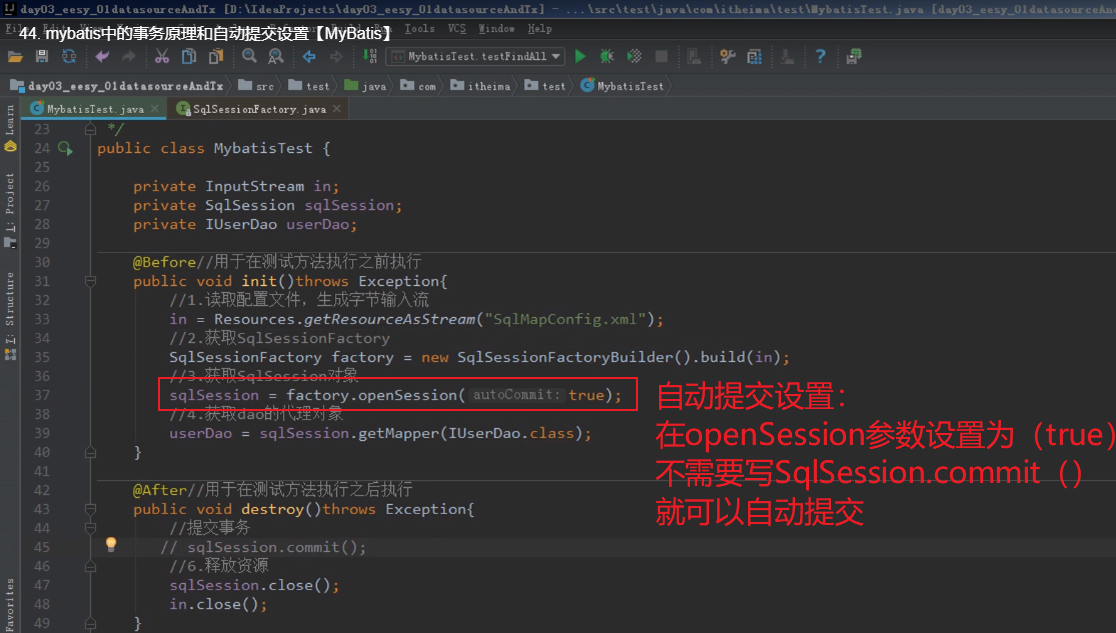 day03_eesy_01datasourceAndTx [D:\IdeaProjects\day03_eesy_01datasourceAndTx] - ...\src\test\java\com\itheima\test\MybatisTest.java [day03_eesy_01datasourceAnd
44. mybatis中的事务原理和自动提交设置【MyBatis】
Tools VCS Window Help
MybatisTest.testFindAll
day03_eesy_01datasourceAndTx src test java com itheima test MybatisTest
MybatisTest.java SqlSessionFactory.java
Learn
1: Project
7: Structure
Favorites
23 */
24 public class MybatisTest {
25
26 private InputStream in;
27 private SqlSession sqlSession;
28 private IUserDao userDao;
29
30 @Before//用于在测试方法执行之前执行
31 public void init()throws Exception{
32 //1.读取配置文件，生成字节输入流
33 in = Resources.getResourceAsStream("SqlMapConfig.xml");
34 //2.获取SqlSessionFactory
35 SqlSessionFactory factory = new SqlSessionFactoryBuilder().build(in);
36 //3.获取SqlSession对象
37 sqlSession = factory.openSession( autoCommit: true);
38 //4.获取dao的代理对象
39 userDao = sqlSession.getMapper(IUserDao.class);
40 }
41
42 @After//用于在测试方法执行之后执行
43 public void destroy()throws Exception{
44 //提交事务
45 // sqlSession.commit();
46 //6.释放资源
47 sqlSession.close();
48 in.close();
49 }
自动提交设置：
在openSession参数设置为（true）
不需要写SqlSession.commit（）
就可以自动提交